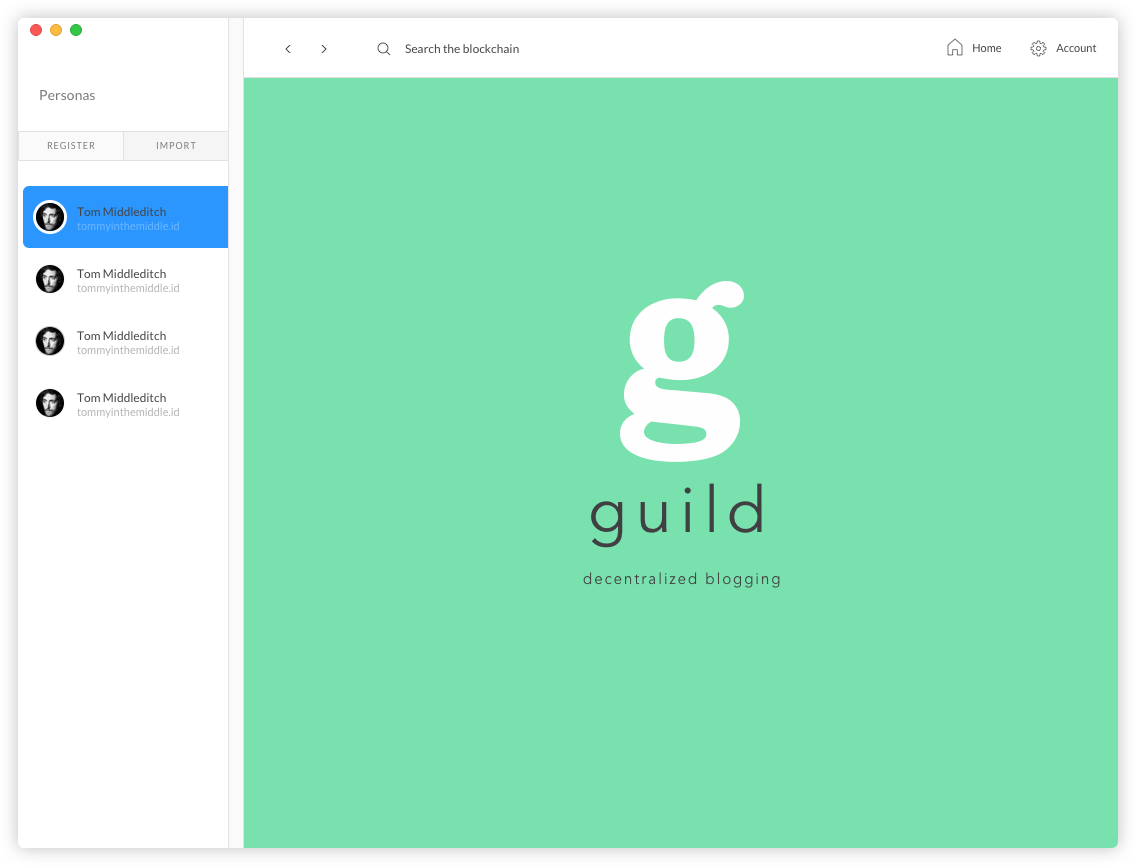 Search the blockchain
Home
Account
Personas
REGISTER
IMPORT
Tom Middleditch
tommyinthemiddle.id
Tom Middleditch
tommyinthemiddle.id
Tom Middleditch
tommyinthemiddle.id
Tom Middleditch
tommyinthemiddle.id
g
guild
decentralized blogging